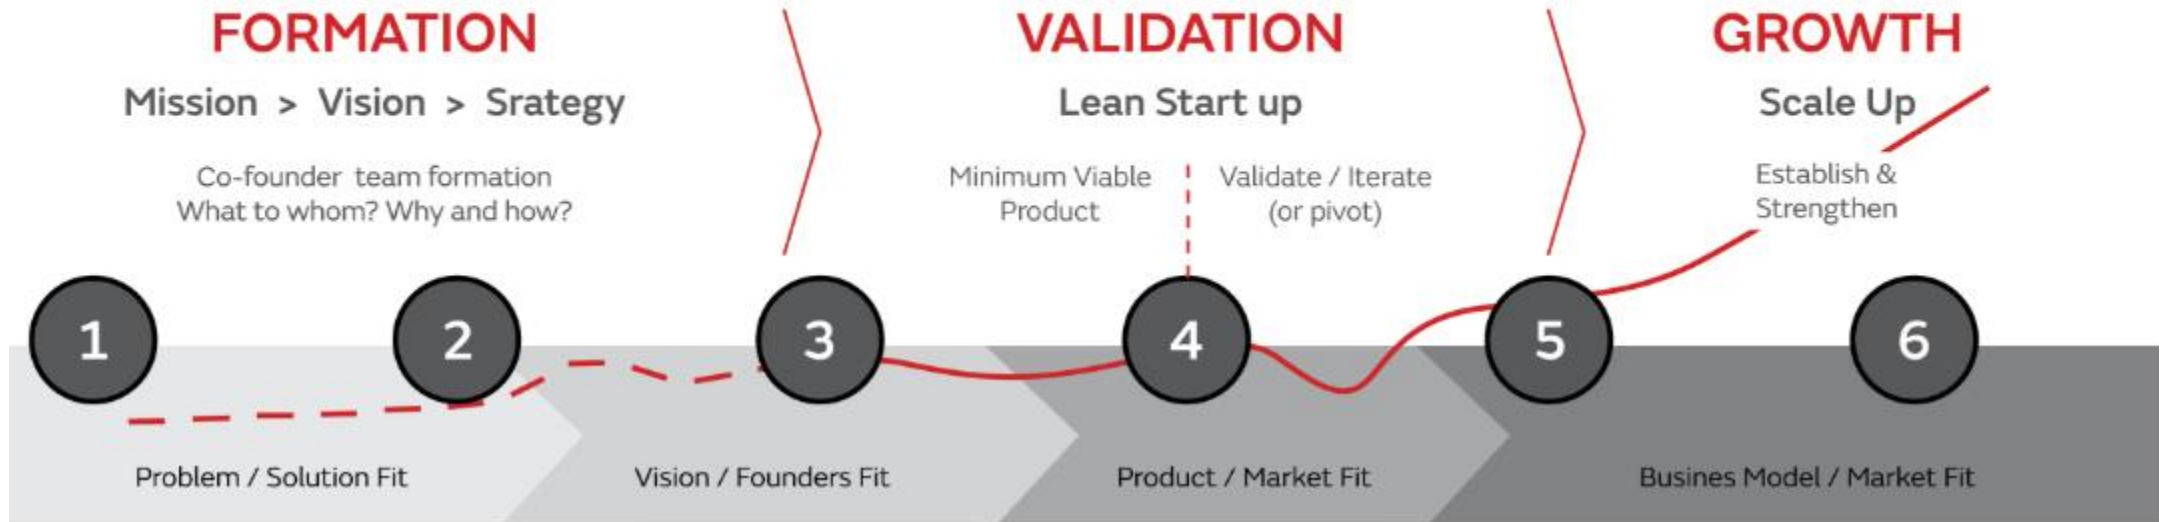 FORMATION
Mission > Vision > Srategy
Co-founder team formation
What to whom? Why and how?
VALIDATION
Lean Start up
Minimum Viable
Product
Validate / Iterate
(or pivot)
GROWTH
Scale Up
Establish &
Strengthen
1
2
3
4
5
6
Problem / Solution Fit
Vision / Founders Fit
Product / Market Fit
Busines Model / Market Fit